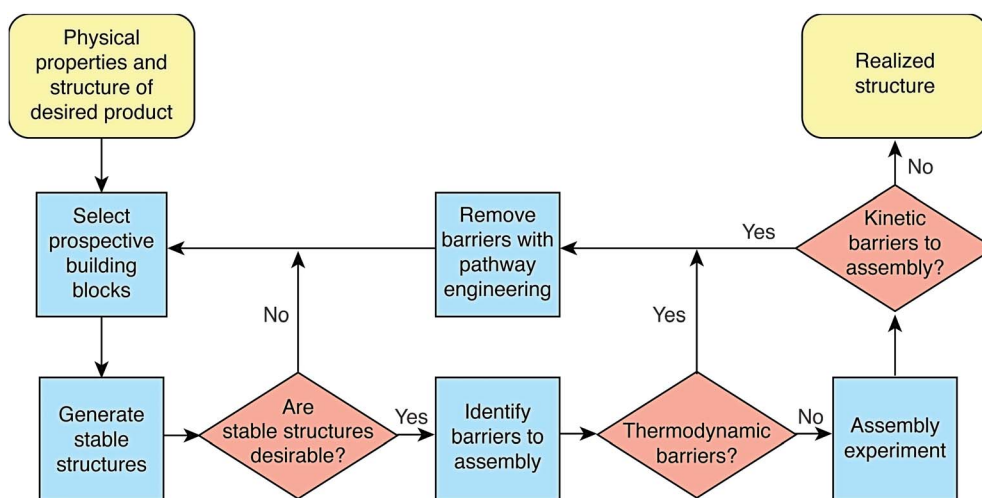 Physical
properties and
structure of
desired product
Realized
structure
No
Select
prospective
building
blocks
Remove
barriers with
pathway
engineering
Yes
Kinetic
barriers to
assembly?
No
Yes
Generate
stable
structures
Are
stable structures
desirable?
Yes
Identify
barriers to
assembly
Thermodynamic
barriers?
No
Assembly
experiment